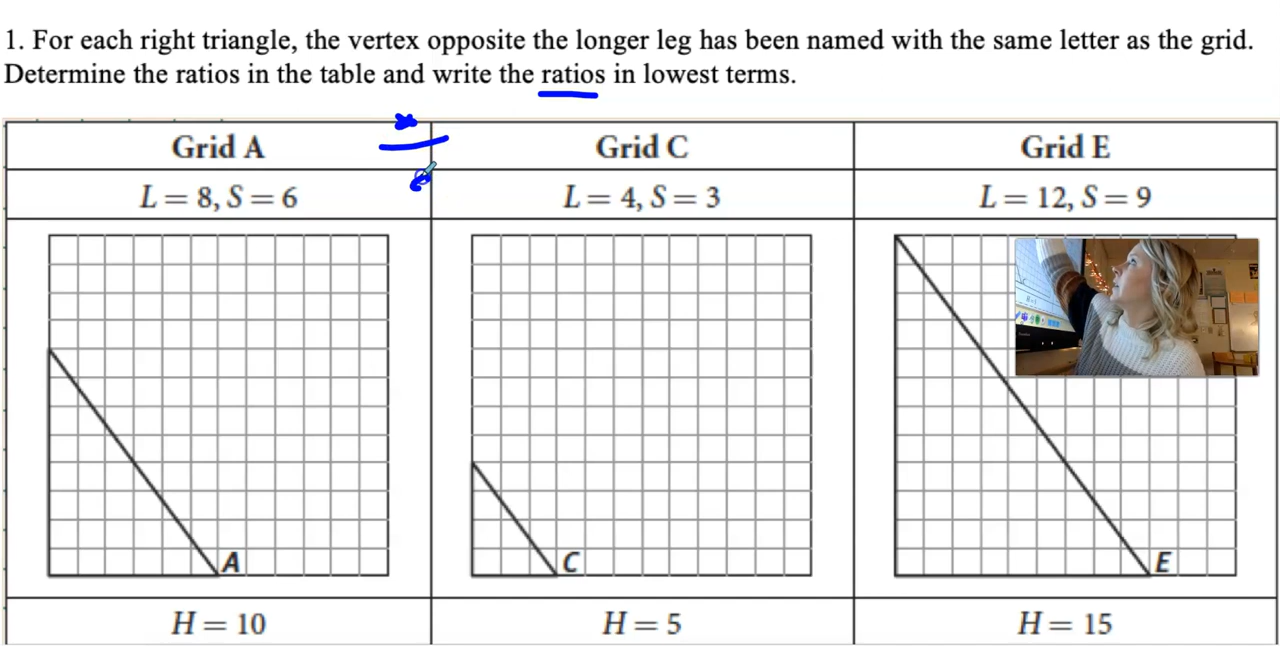 1. For each right triangle, the vertex opposite the longer leg has been named with the same letter as the grid.
Determine the ratios in the table and write the ratios in lowest terms.
Grid A
Grid C
Grid E
L = 8, S = 6
L = 4, S = 3
L = 12, S = 9
A
C
E
H = 10
H = 5
H = 15